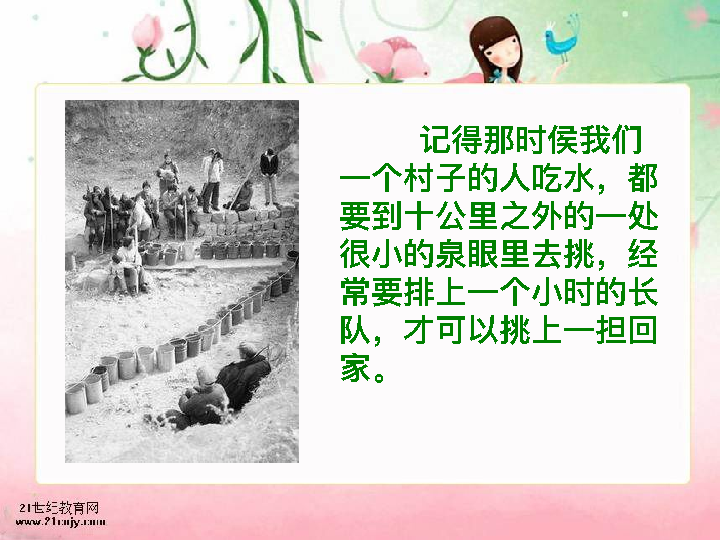 记得那时侯我们
一个村子的人吃水，都
要到十公里之外的一处
很小的泉眼里去挑，经
常要排上一个小时的长
队，才可以挑上一担回
家。
21世纪教育网
www.21cnjy.com